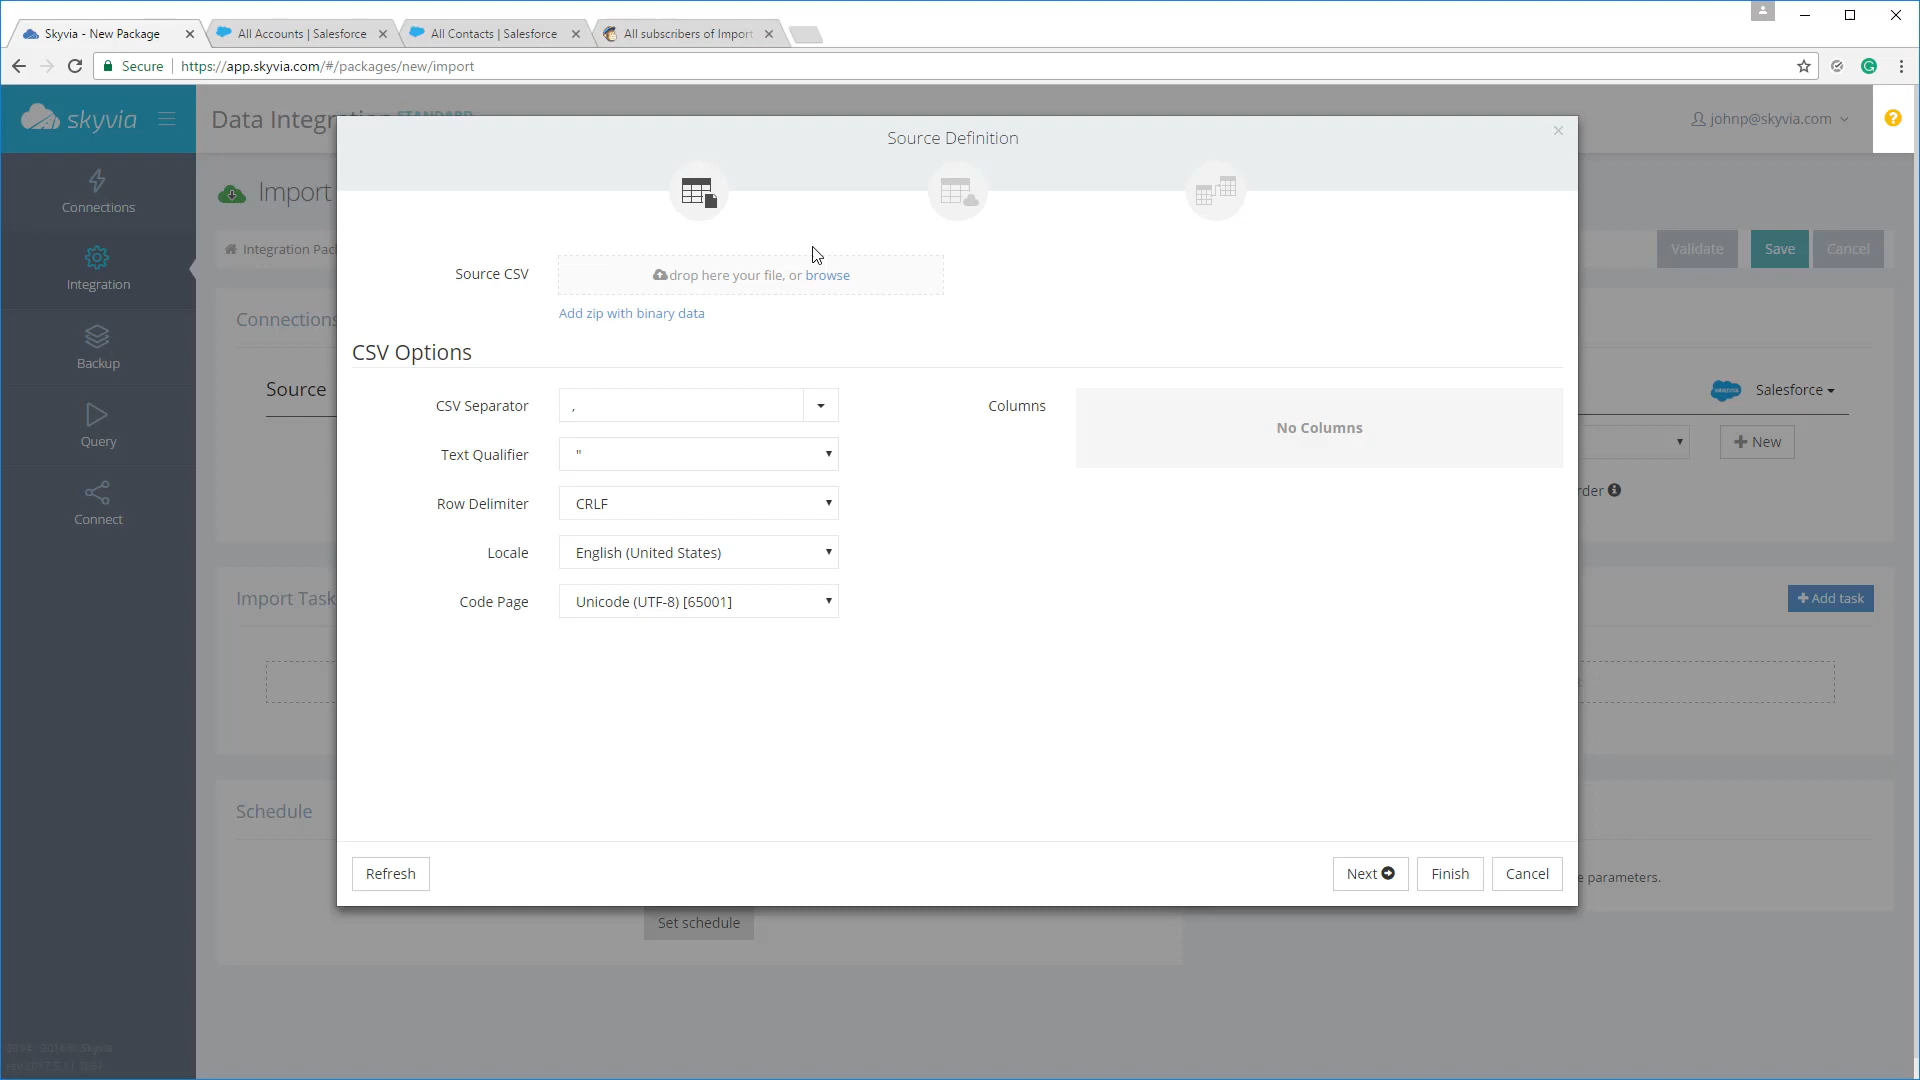 Skyvia - New Package
All Accounts | Salesforce
All Contacts | Salesforce
All subscribers of Import
Secure
https://app.skyvia.com/#/packages/new/import
skyvia
Data Integr
STANDARD
johnp@skyvia.com
Source Definition
Connections
Import
Integration
Integration Pac
Validate
Save
Cancel
Source CSV
drop here your file, or browse
Add zip with binary data
Connections
CSV Options
Backup
Source
Salesforce
CSV Separator
,
Columns
No Columns
Query
Text Qualifier
"
New
Row Delimiter
CRLF
rder
Connect
Locale
English (United States)
Code Page
Unicode (UTF-8) [65001]
Import Task
Add task
Schedule
Refresh
Next
Finish
Cancel
e parameters.
Set schedule